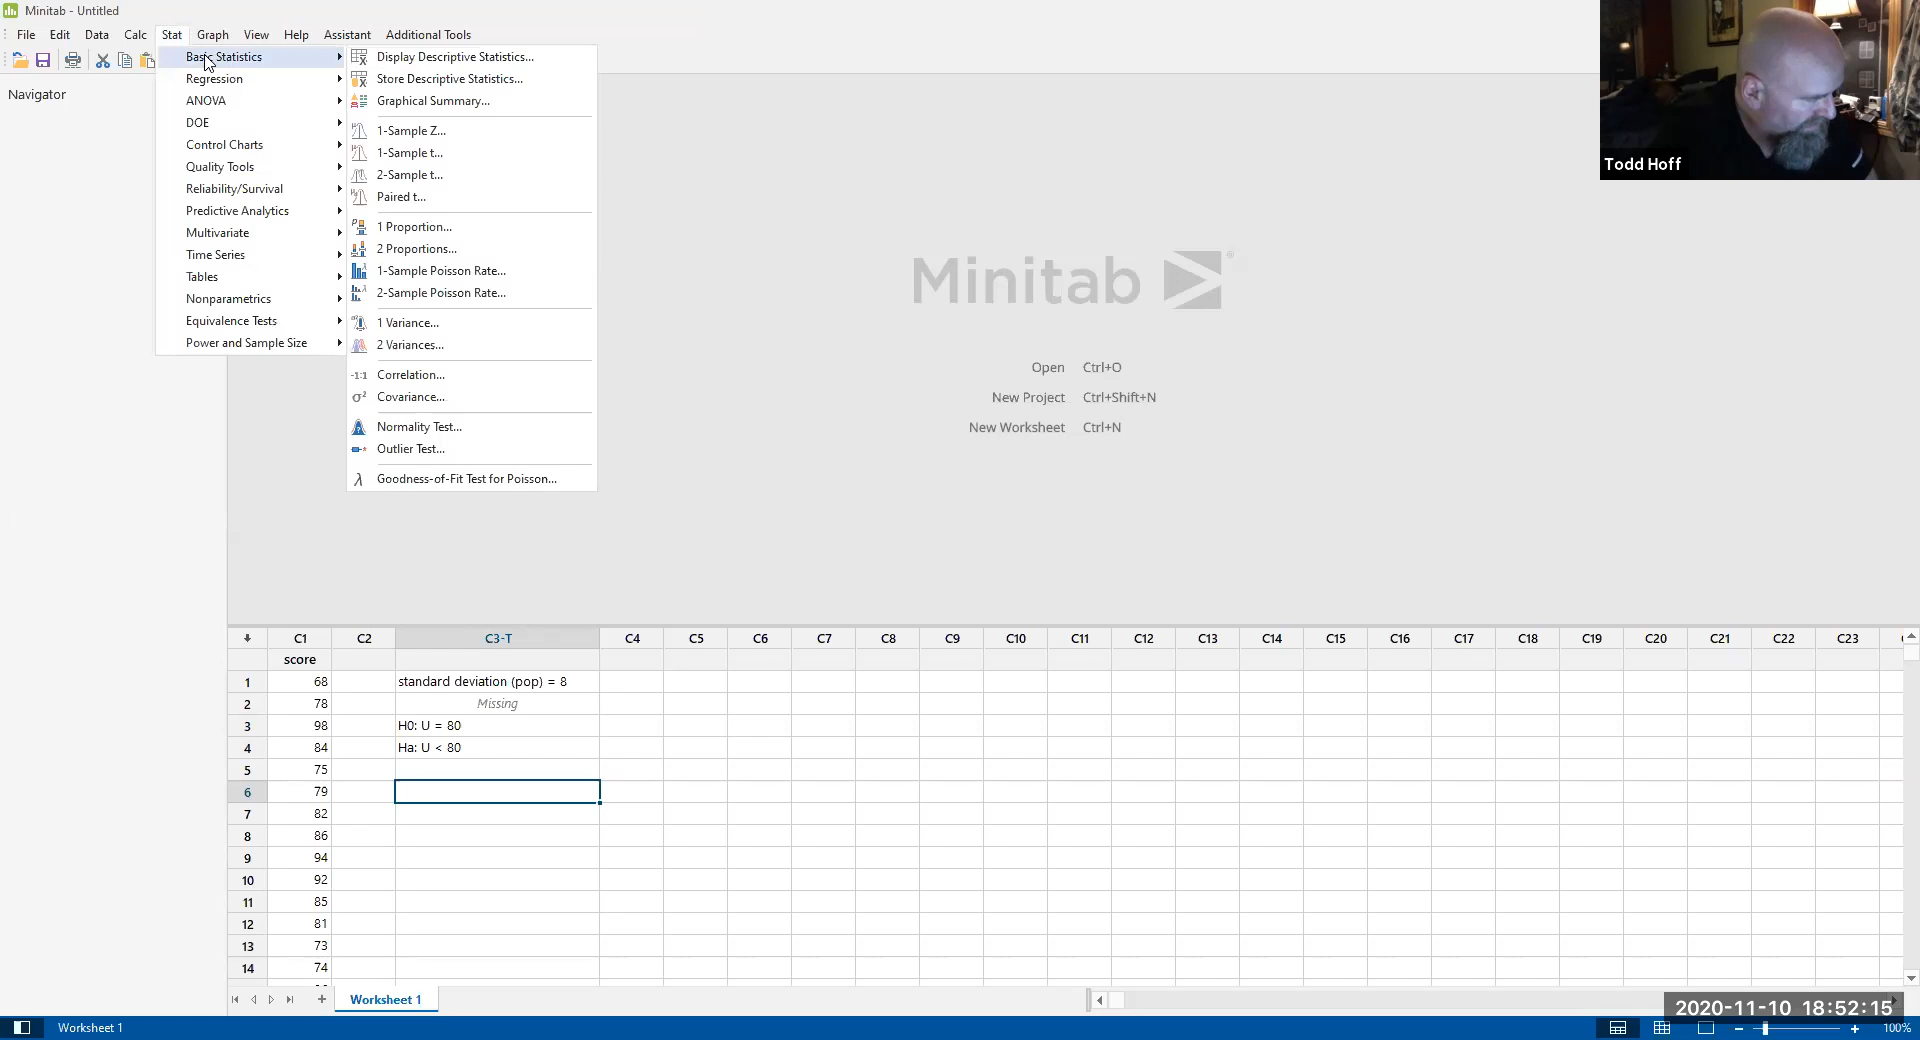 Minitab - Untitled
File Edit Data Calc Stat Graph View Help Assistant Additional Tools
Navigator
Basic Statistics
Regression
ANOVA
DOE
Control Charts
Quality Tools
Reliability/Survival
Predictive Analytics
Multivariate
Time Series
Tables
Nonparametrics
Equivalence Tests
Power and Sample Size
Display Descriptive Statistics...
Store Descriptive Statistics...
Graphical Summary...
1-Sample Z...
1-Sample t...
2-Sample t...
Paired t...
1 Proportion...
2 Proportions...
1-Sample Poisson Rate...
2-Sample Poisson Rate...
1 Variance...
2 Variances...
Correlation...
Covariance...
Normality Test...
Outlier Test...
Goodness-of-Fit Test for Poisson...
Todd Hoff
Minitab
Open Ctrl+O
New Project Ctrl+Shift+N
New Worksheet Ctrl+N
C1 C2 C3-T C4 C5 C6 C7 C8 C9 C10 C11 C12 C13 C14 C15 C16 C17 C18 C19 C20 C21 C22 C23
score
1 68 standard deviation (pop) = 8
2 78 Missing
3 98 H0: U = 80
4 84 Ha: U < 80
5 75
6 79
7 82
8 86
9 94
10 92
11 85
12 81
13 73
14 74
Worksheet 1
2020-11-10 18:52:15
Worksheet 1 100%